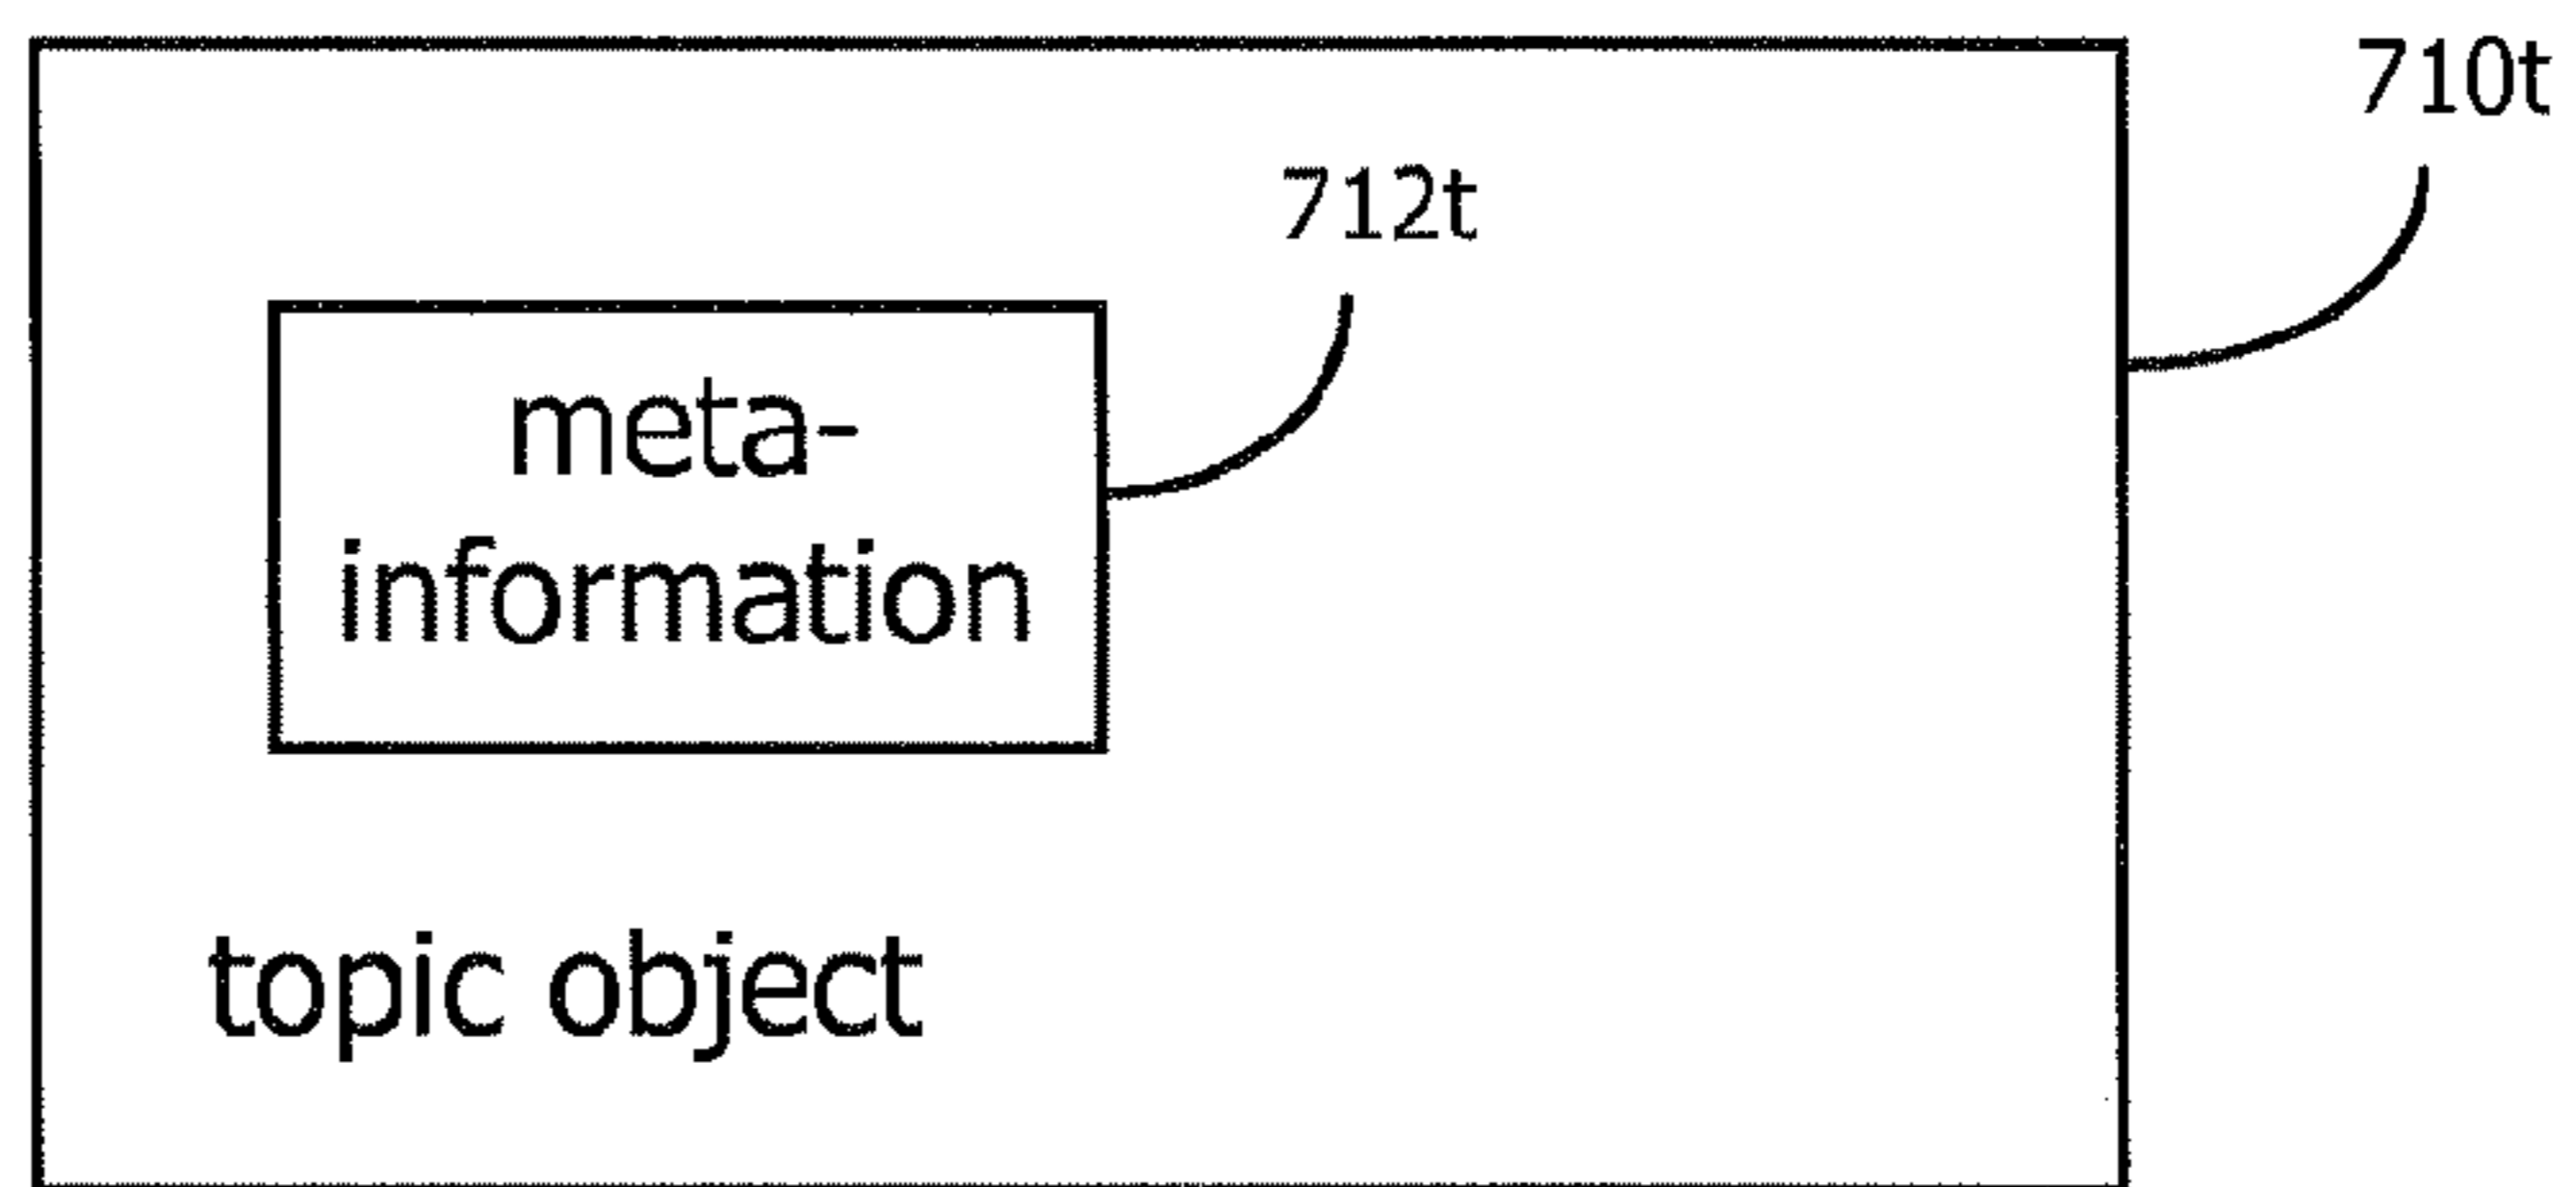 710t
712t
meta-
information
topic object